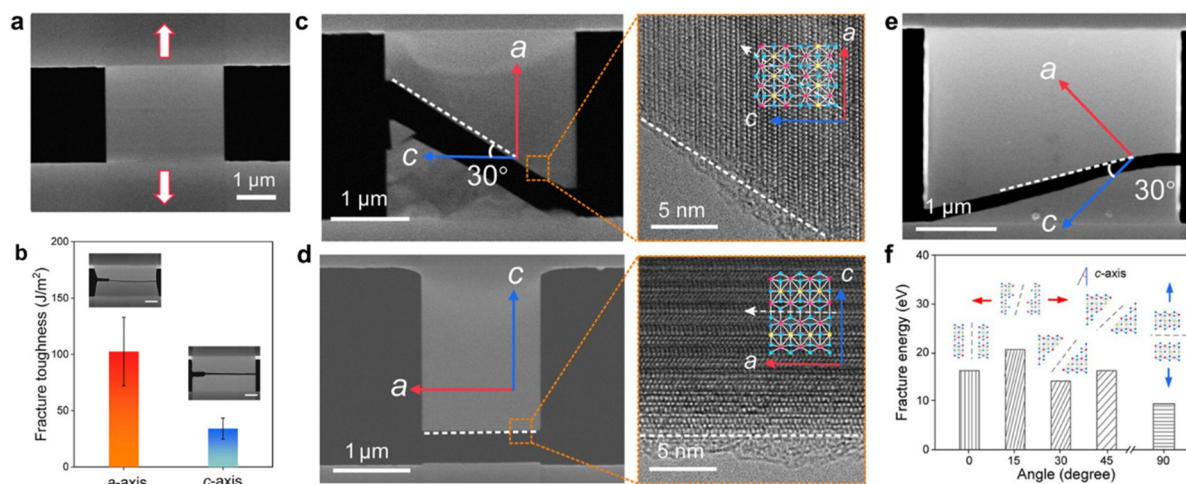 a
1 μm
b
Fracture toughness (J/m²)
200
150
100
50
0
a-axis
c-axis
c
a
c
30°
1 μm
a
c
5 nm
d
c
a
1 μm
c
a
5 nm
e
a
30°
c
1 μm
f
Fracture energy (eV)
40
30
20
10
0
c-axis
0
15
30
45
90
Angle (degree)